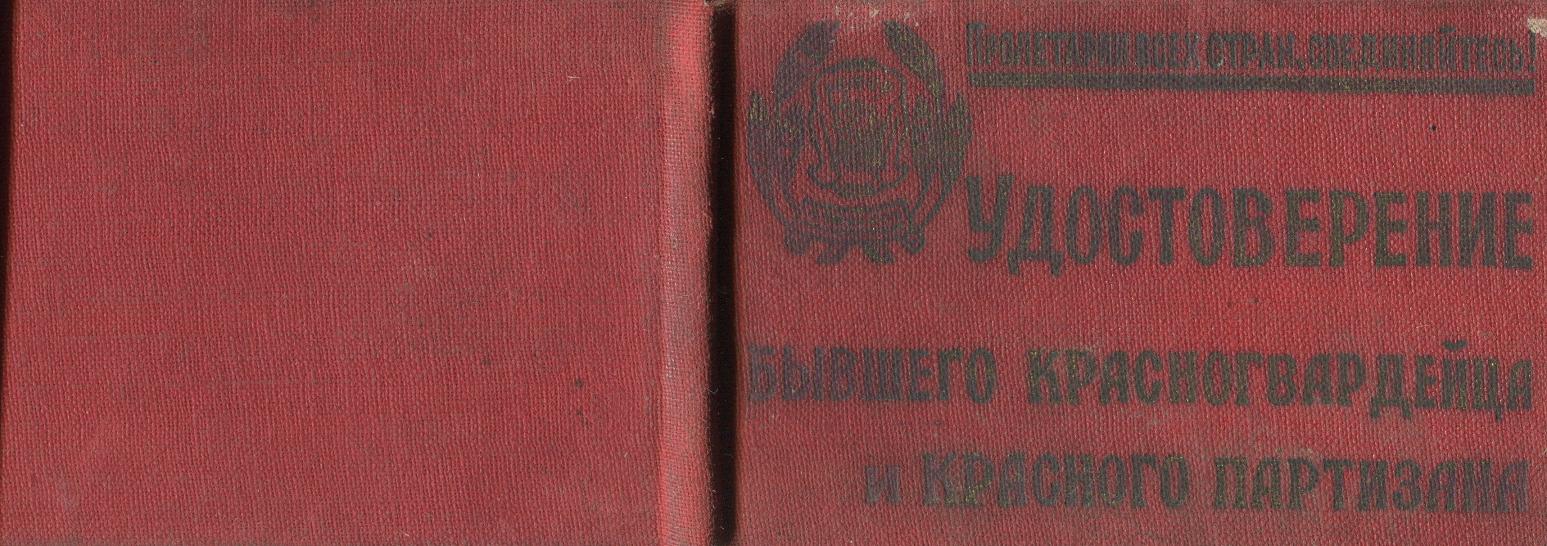 Пролетарии всех стран, соединяйтесь!
Удостоверение
бывшего красногвардейца
и красного партизана